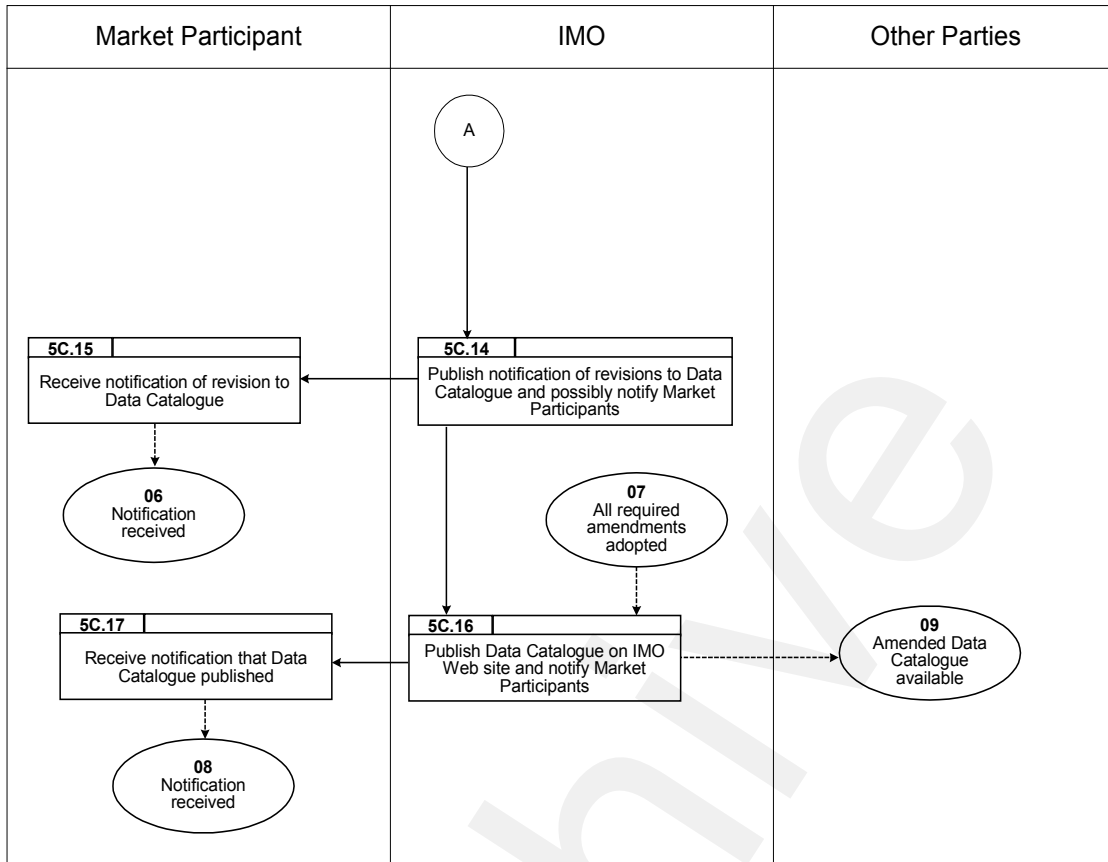 Market Participant
IMO
Other Parties
A
5C.15
Receive notification of revision to
Data Catalogue
5C.14
Publish notification of revisions to Data
Catalogue and possibly notify Market
Participants
06
Notification
received
07
All required
amendments
adopted
5C.17
Receive notification that Data
Catalogue published
5C.16
Publish Data Catalogue on IMO
Web site and notify Market
Participants
09
Amended Data
Catalogue
available
08
Notification
received
hive